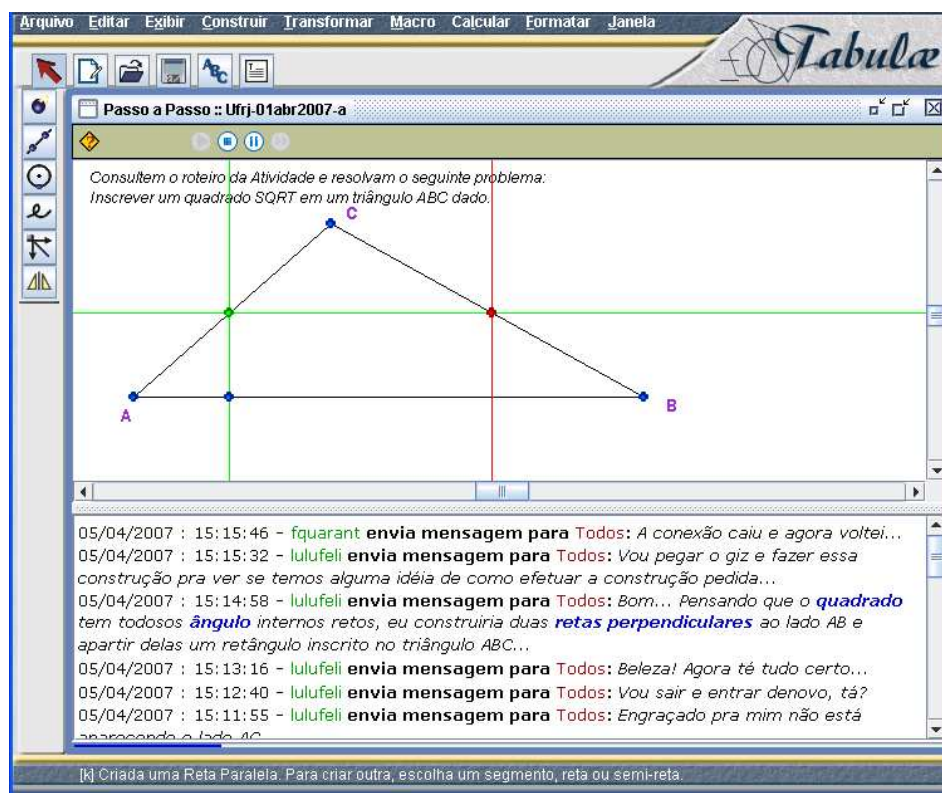 Arquivo Editar Exibir Construir Transformar Macro Calcular Formatar Janela
Tabulæ
ABC
Passo a Passo :: Ufrj-01abr2007-a
Consultem o roteiro da Atividade e resolvam o seguinte problema:
Inscrever um quadrado SQRT em um triângulo ABC dado.
C
A
B
05/04/2007 : 15:15:46 - fquarant envia mensagem para Todos: A conexão caiu e agora voltei...
05/04/2007 : 15:15:32 - lulufeli envia mensagem para Todos: Vou pegar o giz e fazer essa
construção pra ver se temos alguma idéia de como efetuar a construção pedida...
05/04/2007 : 15:14:58 - lulufeli envia mensagem para Todos: Bom... Pensando que o quadrado
tem todosos ângulo internos retos, eu construiria duas retas perpendiculares ao lado AB e
apartir delas um retângulo inscrito no triângulo ABC...
05/04/2007 : 15:13:16 - lulufeli envia mensagem para Todos: Beleza! Agora té tudo certo...
05/04/2007 : 15:12:40 - lulufeli envia mensagem para Todos: Vou sair e entrar denovo, tá?
05/04/2007 : 15:11:55 - lulufeli envia mensagem para Todos: Engraçado pra mim não está
aparecendo o lado AC
[k] Criada uma Reta Paralela. Para criar outra, escolha um segmento, reta ou semi-reta.